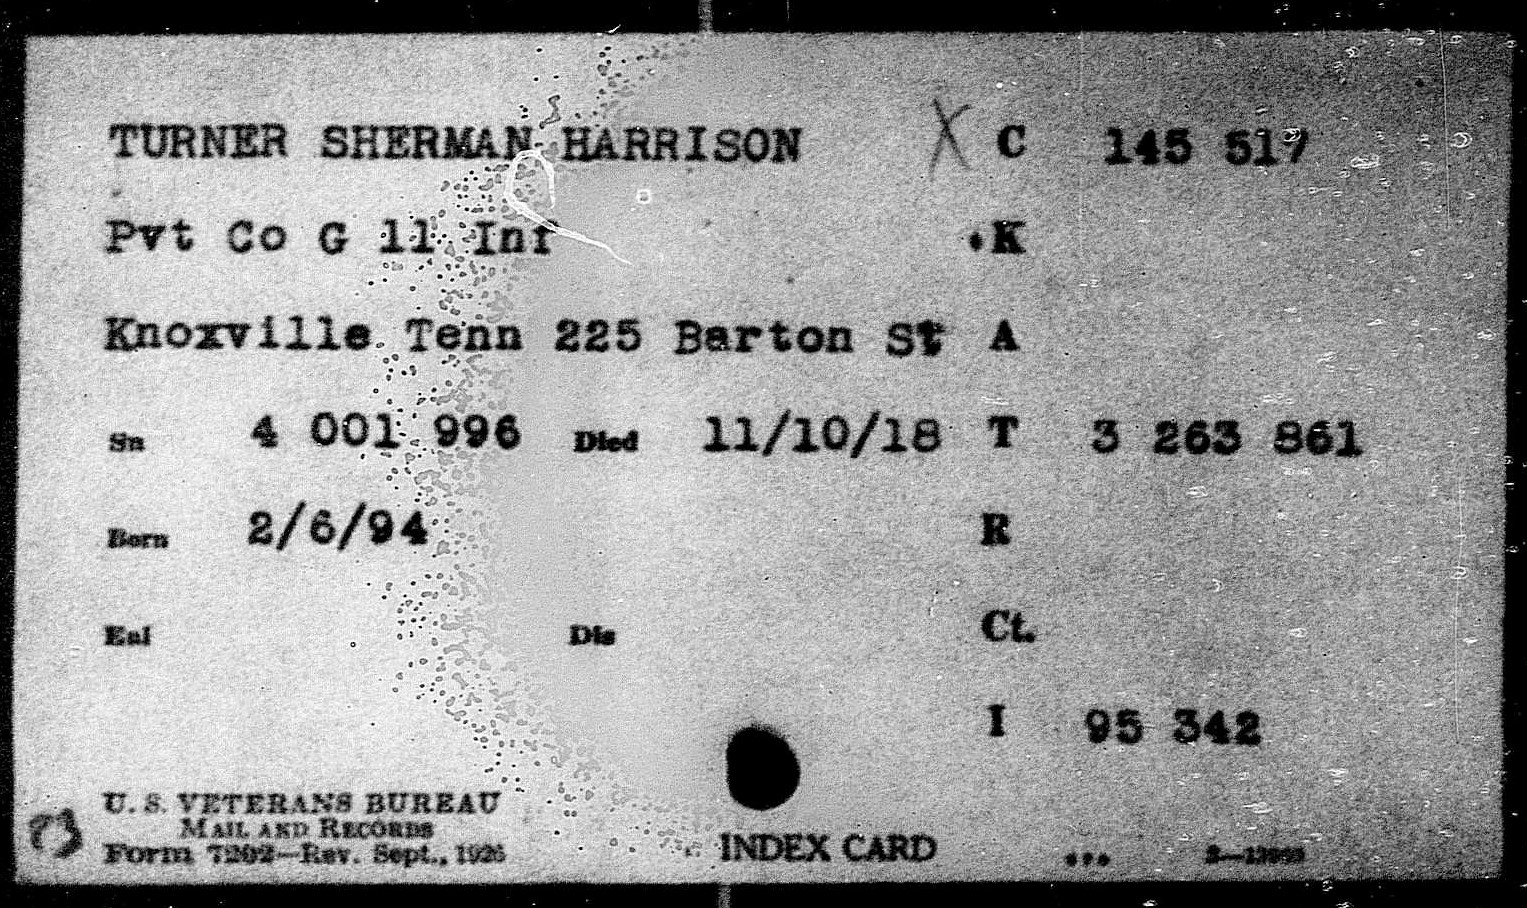 TURNER SHERMAN HARRISON X C 145 517
Pvt Co G 11 Inf K
Knoxville Tenn 225 Barton St A
Sn 4 001 996 Died 11/10/18 T 3 263 861
Born 2/6/94 R
Enl Dis Ct.
I 95 342
U. S. VETERANS BUREAU
MAIL AND RECORDS
Form 7202—Rev. Sept., 1926 INDEX CARD